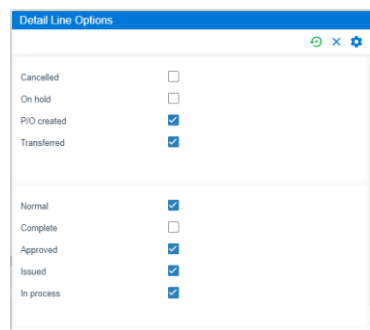 Detail Line Options
Cancelled
On hold
P/O created
Transferred
Normal
Complete
Approved
Issued
In process